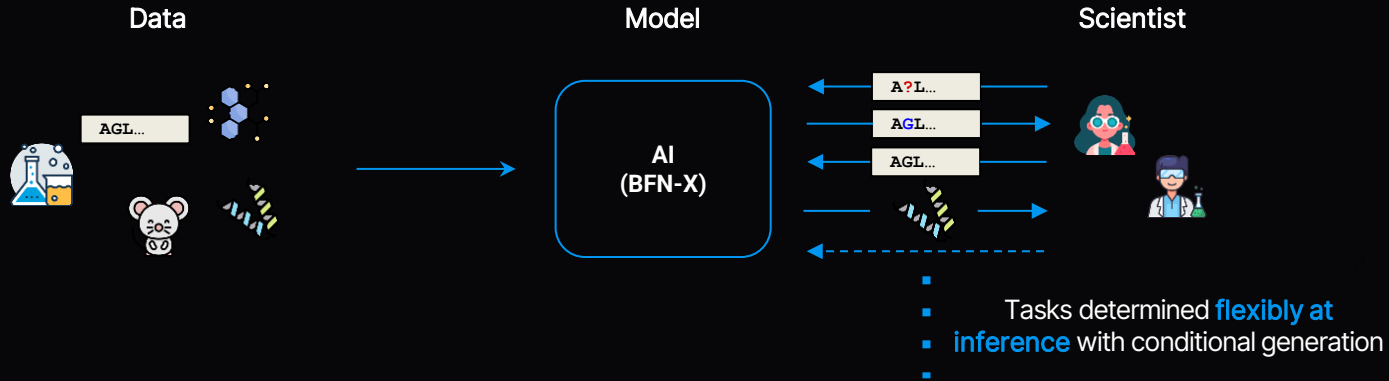 Data
Model
Scientist
AGL...
A?L...
AGL...
AGL...
AI
(BFN-X)
Tasks determined flexibly at
inference with conditional generation